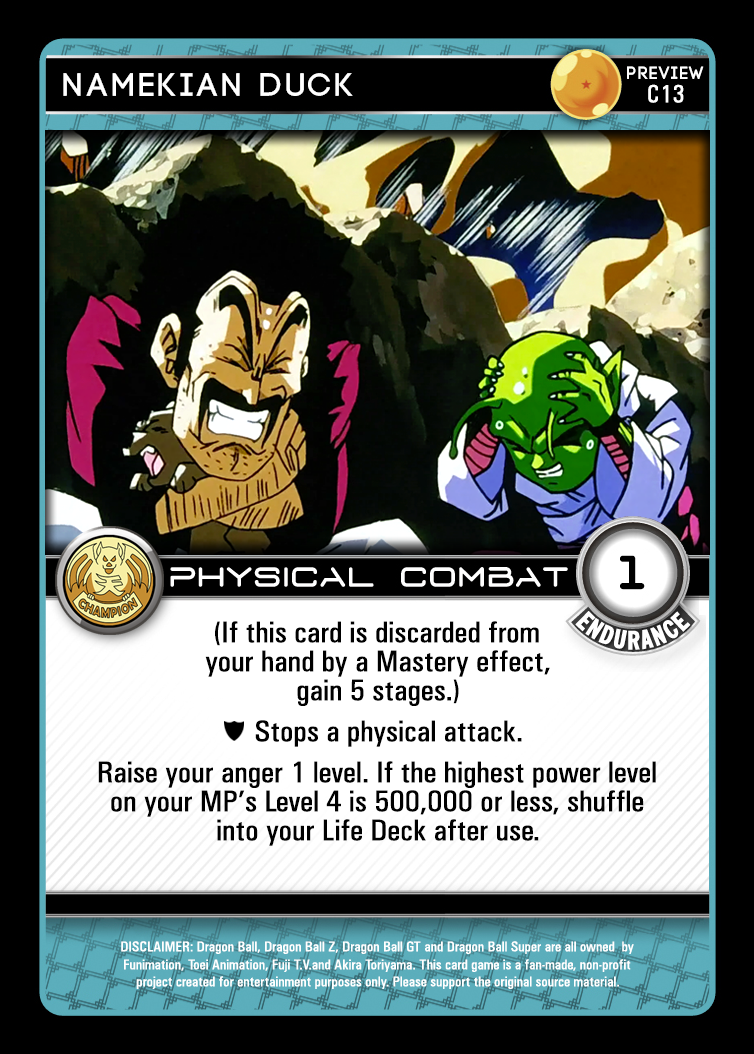 NAMEKIAN DUCK
PREVIEW
C13
CHAMPION
PHYSICAL COMBAT
1
ENDURANCE
(If this card is discarded from
your hand by a Mastery effect,
gain 5 stages.)
Stops a physical attack.
Raise your anger 1 level. If the highest power level
on your MP’s Level 4 is 500,000 or less, shuffle
into your Life Deck after use.
DISCLAIMER: Dragon Ball, Dragon Ball Z, Dragon Ball GT and Dragon Ball Super are all owned by
Funimation, Toei Animation, Fuji T.V.and Akira Toriyama. This card game is a fan-made, non-profit
project created for entertainment purposes only. Please support the original source material.